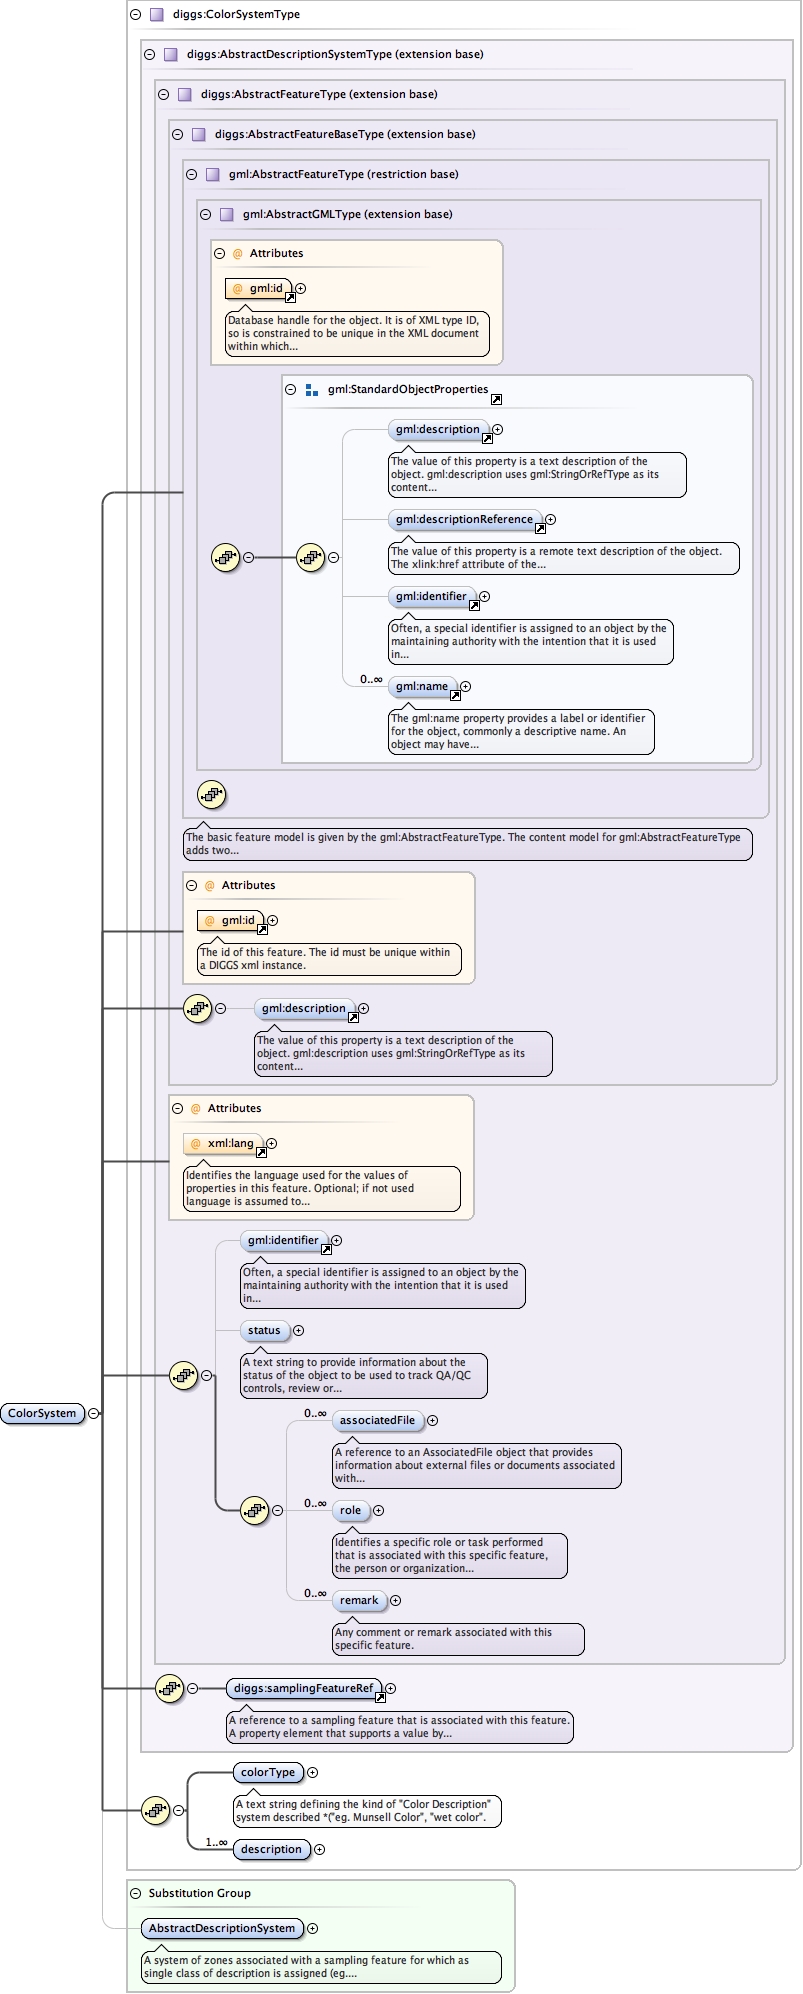 diggs:ColorSystemType
diggs:AbstractDescriptionSystemType (extension base)
diggs:AbstractFeatureType (extension base)
diggs:AbstractFeatureBaseType (extension base)
gml:AbstractFeatureType (restriction base)
gml:AbstractGMLType (extension base)
@ Attributes
@ gml:id
Database handle for the object. It is of XML type ID,
so is constrained to be unique in the XML document
within which...
gml:StandardObjectProperties
gml:description
The value of this property is a text description of the
object. gml:description uses gml:StringOrRefType as its
content...
gml:descriptionReference
The value of this property is a remote text description of the object.
The xlink:href attribute of the...
gml:identifier
Often, a special identifier is assigned to an object by the
maintaining authority with the intention that it is used
in...
0..∞
gml:name
The gml:name property provides a label or identifier
for the object, commonly a descriptive name. An
object may have...
The basic feature model is given by the gml:AbstractFeatureType. The content model for gml:AbstractFeatureType
adds two...
@ Attributes
@ gml:id
The id of this feature. The id must be unique within
a DIGGS xml instance.
gml:description
The value of this property is a text description of the
object. gml:description uses gml:StringOrRefType as its
content...
@ Attributes
@ xml:lang
Identifies the language used for the values of
properties in this feature. Optional; if not used
language is assumed to...
gml:identifier
Often, a special identifier is assigned to an object by the
maintaining authority with the intention that it is used
in...
status
A text string to provide information about the
status of the object to be used to track QA/QC
controls, review or...
ColorSystem
0..∞
associatedFile
A reference to an AssociatedFile object that provides
information about external files or documents associated
with...
0..∞
role
Identifies a specific role or task performed
that is associated with this specific feature,
the person or organization...
0..∞
remark
Any comment or remark associated with this
specific feature.
diggs:samplingFeatureRef
A reference to a sampling feature that is associated with this feature.
A property element that supports a value by...
colorType
A text string defining the kind of "Color Description"
system described *("eg. Munsell Color", "wet color".
1..∞
description
Substitution Group
AbstractDescriptionSystem
A system of zones associated with a sampling feature for which as
single class of description is assigned (eg....